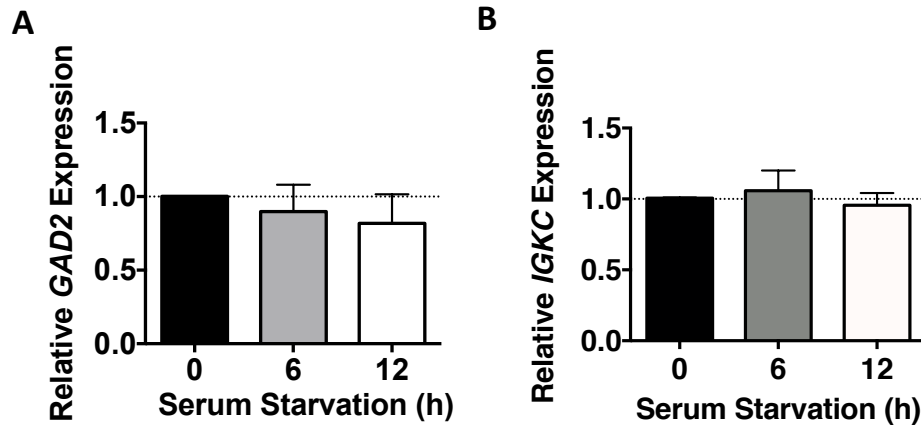 A
Relative GAD2 Expression
1.5
1.0
0.5
0.0
0 6 12
Serum Starvation (h)
B
Relative IGKC Expression
1.5
1.0
0.5
0.0
0 6 12
Serum Starvation (h)